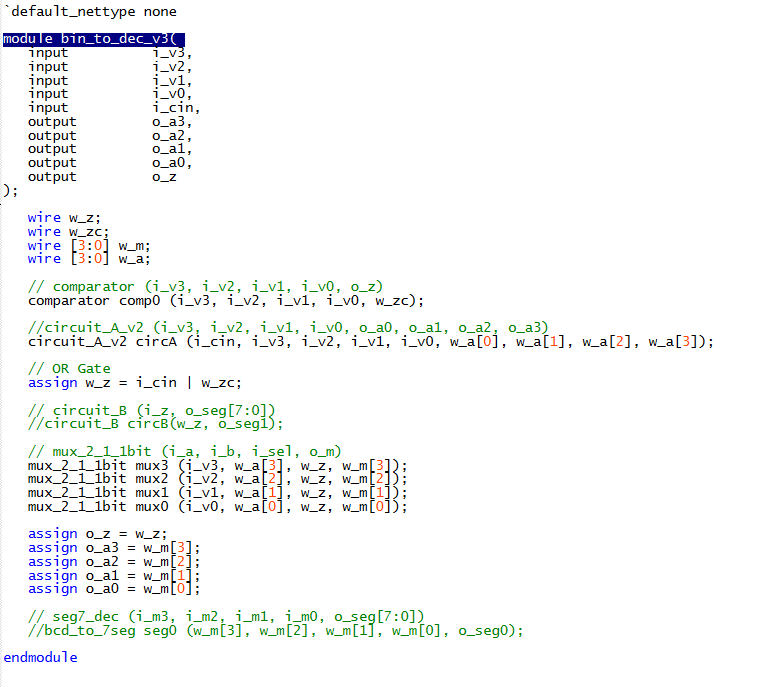 `default_nettype none
module bin_to_dec_v3(
input i_v3,
input i_v2,
input i_v1,
input i_v0,
input i_cin,
output o_a3,
output o_a2,
output o_a1,
output o_a0,
output o_z
);
wire w_z;
wire w_zc;
wire [3:0] w_m;
wire [3:0] w_a;
// comparator (i_v3, i_v2, i_v1, i_v0, o_z)
comparator comp0 (i_v3, i_v2, i_v1, i_v0, w_zc);
//circuit_A_v2 (i_v3, i_v2, i_v1, i_v0, o_a0, o_a1, o_a2, o_a3)
circuit_A_v2 circA (i_cin, i_v3, i_v2, i_v1, i_v0, w_a[0], w_a[1], w_a[2], w_a[3]);
// OR Gate
assign w_z = i_cin | w_zc;
// circuit_B (i_z, o_seg[7:0])
//circuit_B circB(w_z, o_seg1);
// mux_2_1_1bit (i_a, i_b, i_sel, o_m)
mux_2_1_1bit mux3 (i_v3, w_a[3], w_z, w_m[3]);
mux_2_1_1bit mux2 (i_v2, w_a[2], w_z, w_m[2]);
mux_2_1_1bit mux1 (i_v1, w_a[1], w_z, w_m[1]);
mux_2_1_1bit mux0 (i_v0, w_a[0], w_z, w_m[0]);
assign o_z = w_z;
assign o_a3 = w_m[3];
assign o_a2 = w_m[2];
assign o_a1 = w_m[1];
assign o_a0 = w_m[0];
// seg7_dec (i_m3, i_m2, i_m1, i_m0, o_seg[7:0])
//bcd_to_7seg seg0 (w_m[3], w_m[2], w_m[1], w_m[0], o_seg0);
endmodule